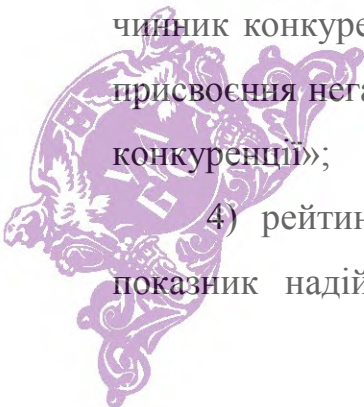 чинник конкуре
присвоєння нега
конкуренції»;
4) рейтин
показник надій